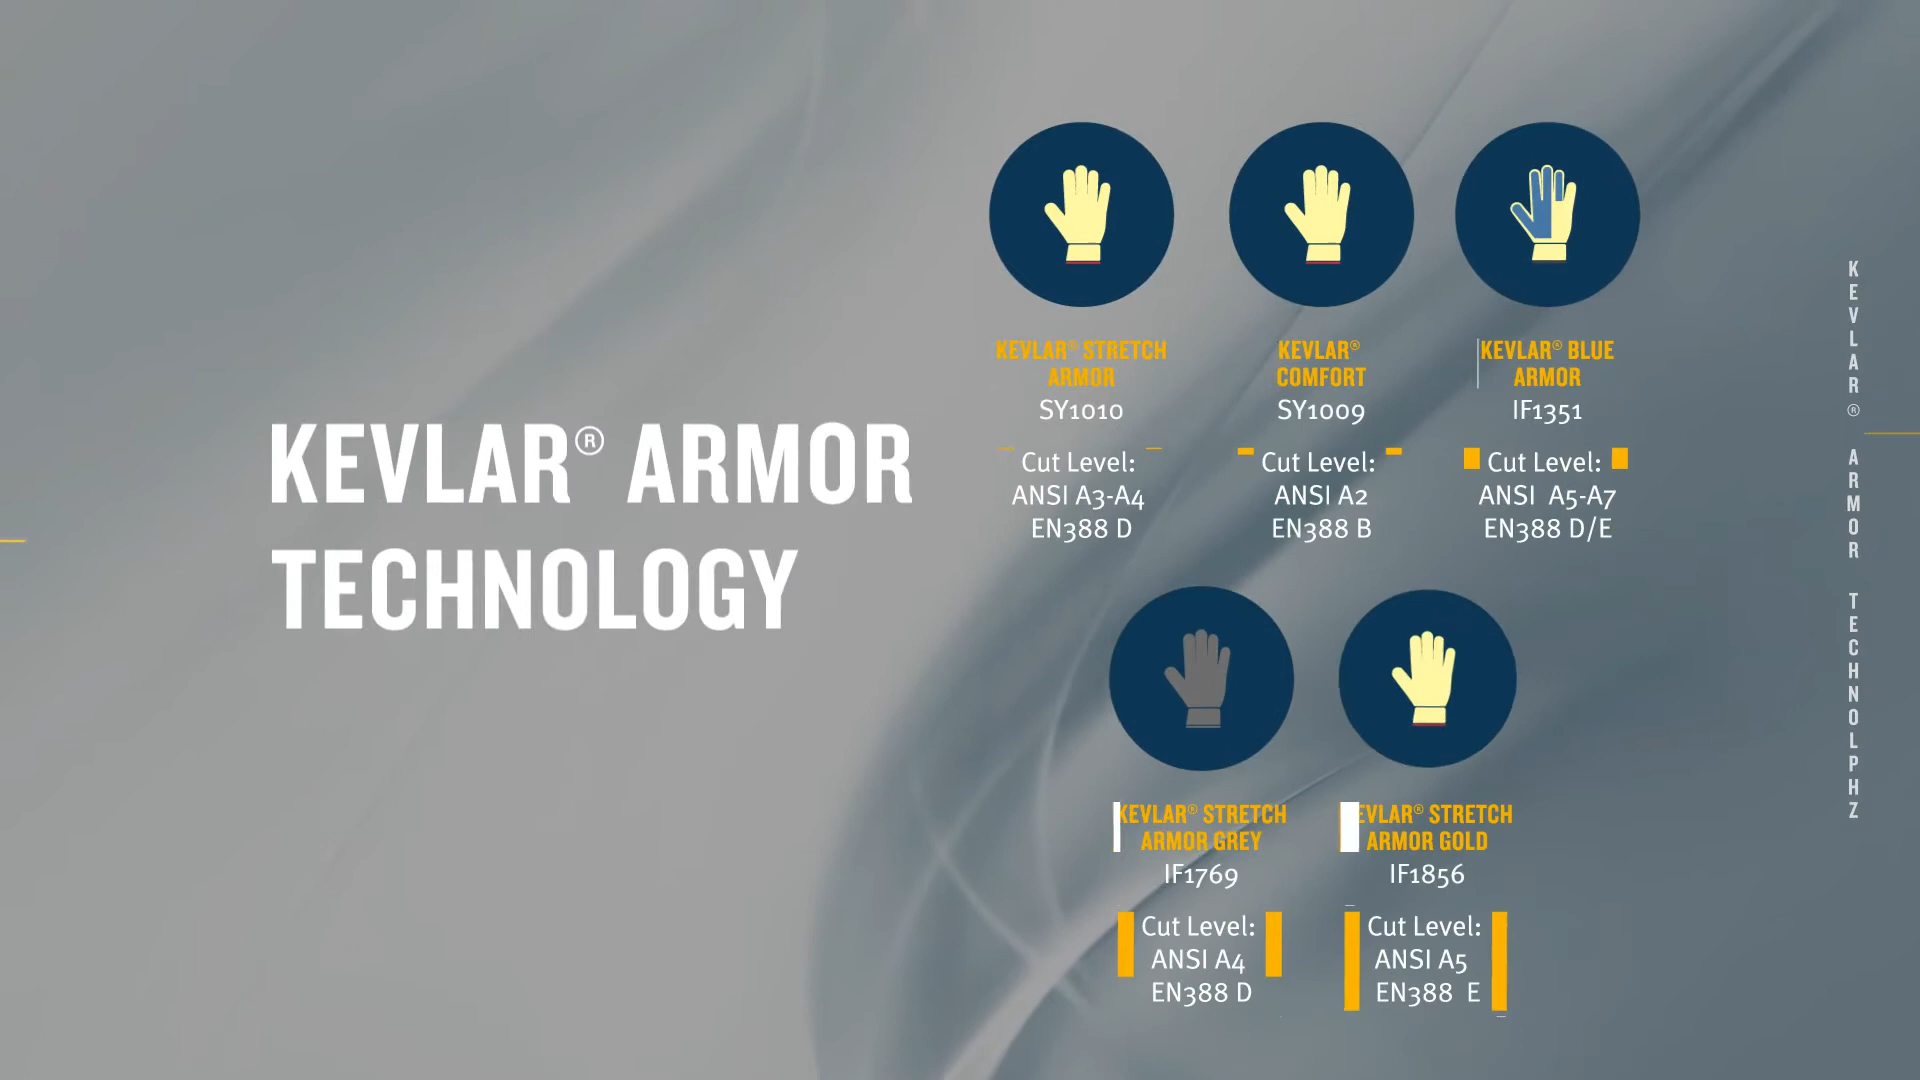 KEVLAR® ARMOR
TECHNOLOGY
KEVLAR® STRETCH
ARMOR
SY1010
Cut Level:
ANSI A3-A4
EN388 D
KEVLAR®
COMFORT
SY1009
Cut Level:
ANSI A2
EN388 B
KEVLAR® BLUE
ARMOR
IF1351
Cut Level:
ANSI A5-A7
EN388 D/E
KEVLAR® STRETCH
ARMOR GREY
IF1769
Cut Level:
ANSI A4
EN388 D
EVLAR® STRETCH
ARMOR GOLD
IF1856
Cut Level:
ANSI A5
EN388 E
KEVLAR® ARMOR TECHNOLPHZ